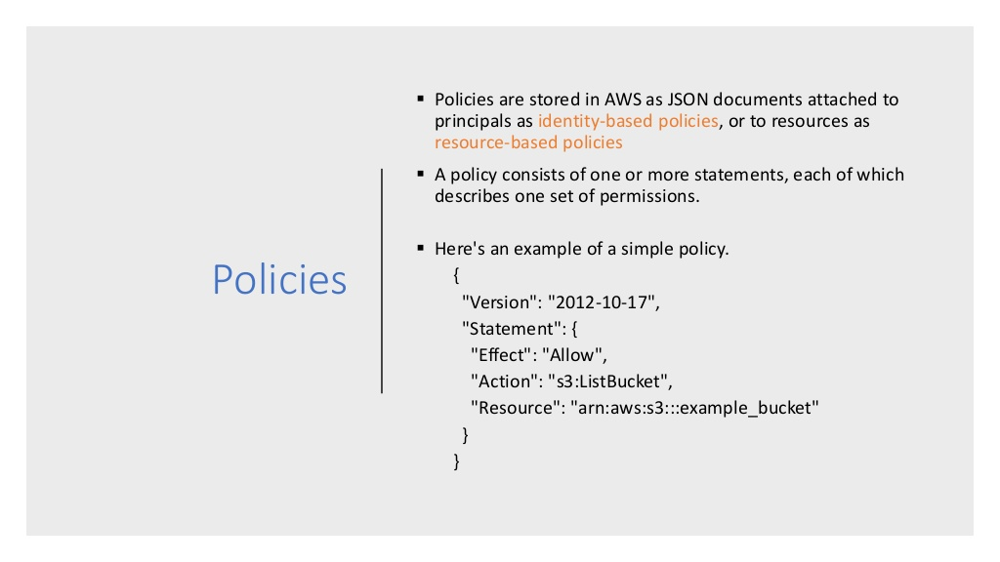 Policies
▪ Policies are stored in AWS as JSON documents attached to
principals as identity-based policies, or to resources as
resource-based policies
▪ A policy consists of one or more statements, each of which
describes one set of permissions.
▪ Here's an example of a simple policy.
{
"Version": "2012-10-17",
"Statement": {
"Effect": "Allow",
"Action": "s3:ListBucket",
"Resource": "arn:aws:s3:::example_bucket"
}
}